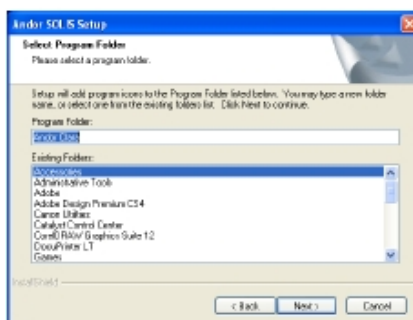 Andor SOLIS Setup
Select Program Folder
Please select a program folder.
Setup will add program icons to the Program Folder listed below. You may type a new folder
name, or select one from the existing folders list. Click Next to continue.
Program Folder:
Andor Clara
Existing Folders:
Accessories
Administrative Tools
Adobe
Adobe Design Premium CS4
Canon Utilities
Catalyst Control Center
CorelDRAW Graphics Suite 12
DocuPrinter LT
Games
InstallShield
< Back
Next >
Cancel